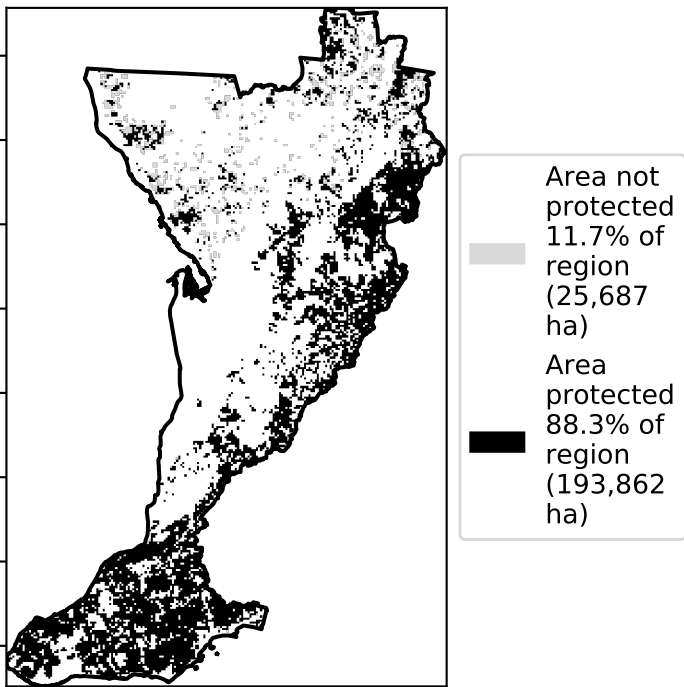 Area not
protected
11.7% of
region
(25,687
ha)
Area
protected
88.3% of
region
(193,862
ha)